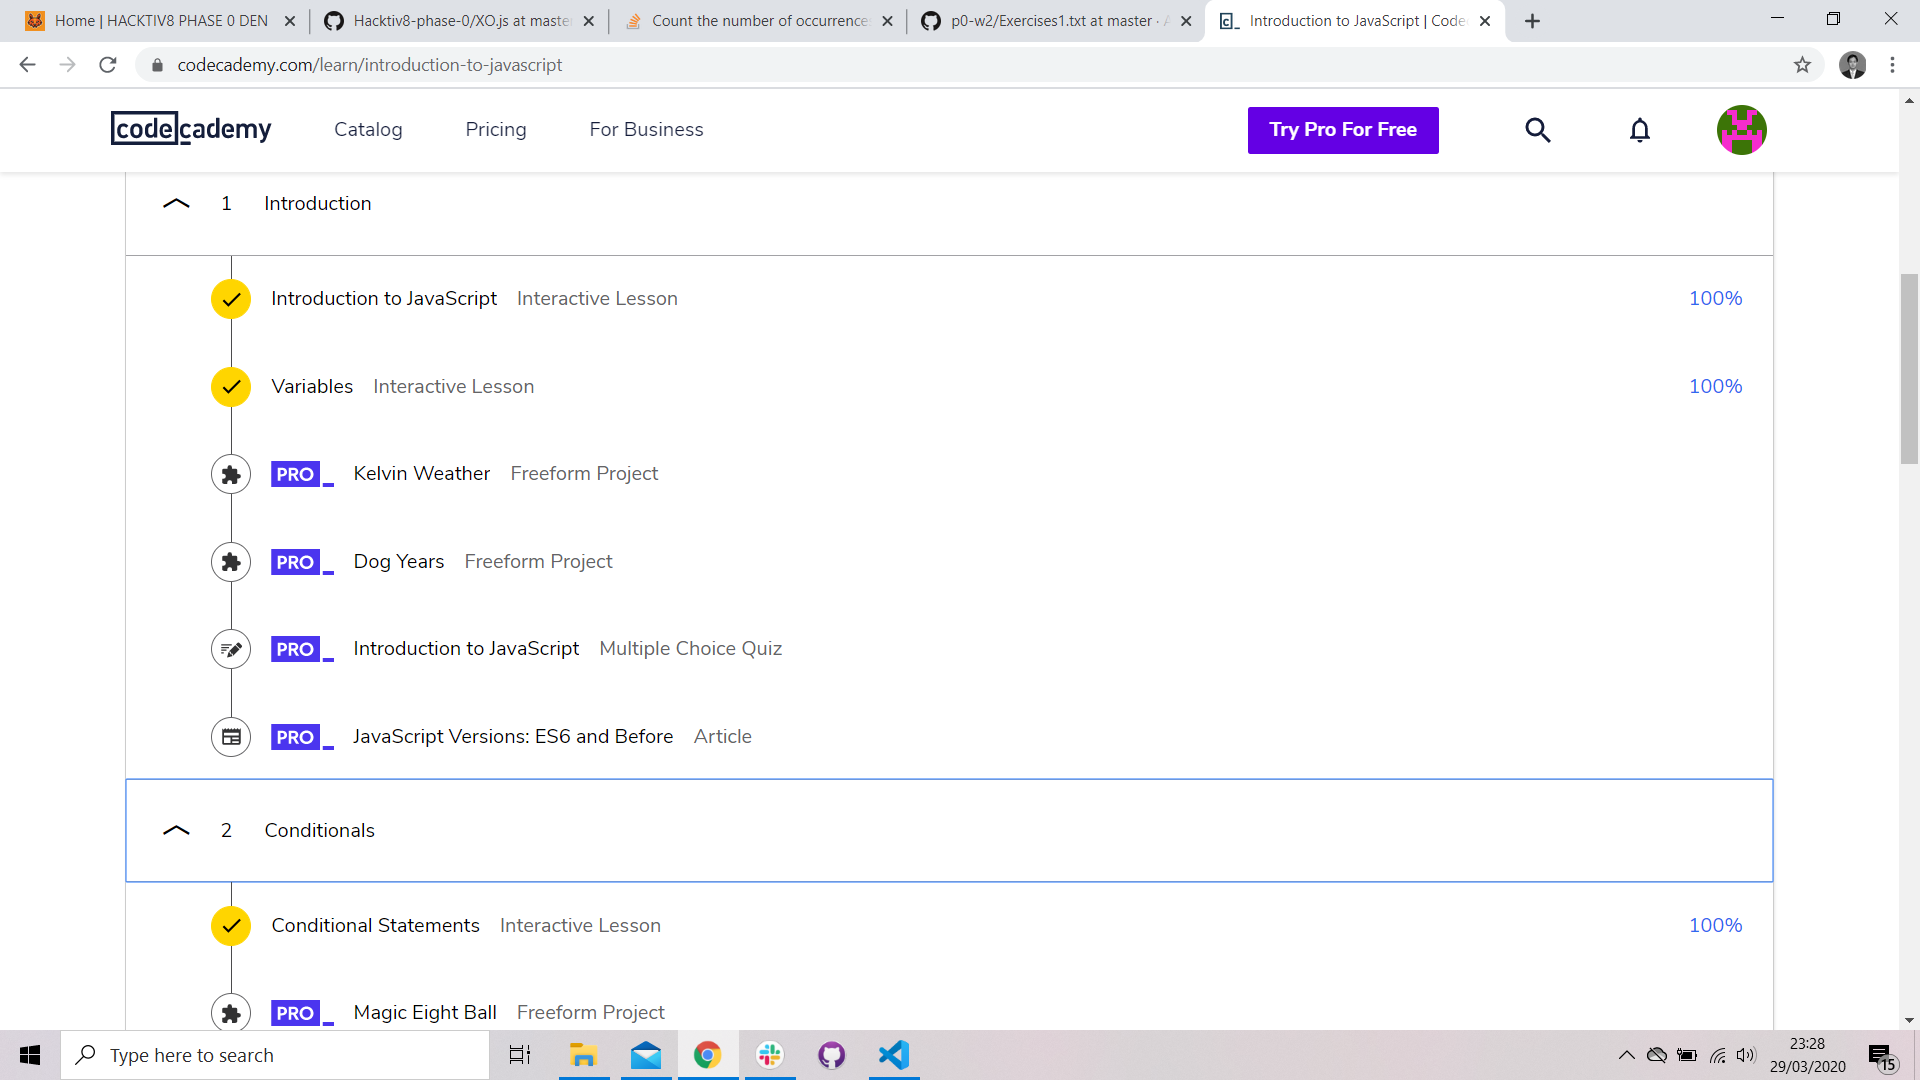 Home | HACKTIV8 PHASE 0 DEN
Hacktiv8-phase-0/XO.js at maste
Count the number of occurrence
p0-w2/Exercises1.txt at master ·
Introduction to JavaScript | Code
codecademy.com/learn/introduction-to-javascript
codecademy
Catalog
Pricing
For Business
Try Pro For Free
1 Introduction
Introduction to JavaScript Interactive Lesson 100%
Variables Interactive Lesson 100%
PRO_ Kelvin Weather Freeform Project
PRO_ Dog Years Freeform Project
PRO_ Introduction to JavaScript Multiple Choice Quiz
PRO_ JavaScript Versions: ES6 and Before Article
2 Conditionals
Conditional Statements Interactive Lesson 100%
PRO_ Magic Eight Ball Freeform Project
Type here to search
23:28
29/03/2020
15